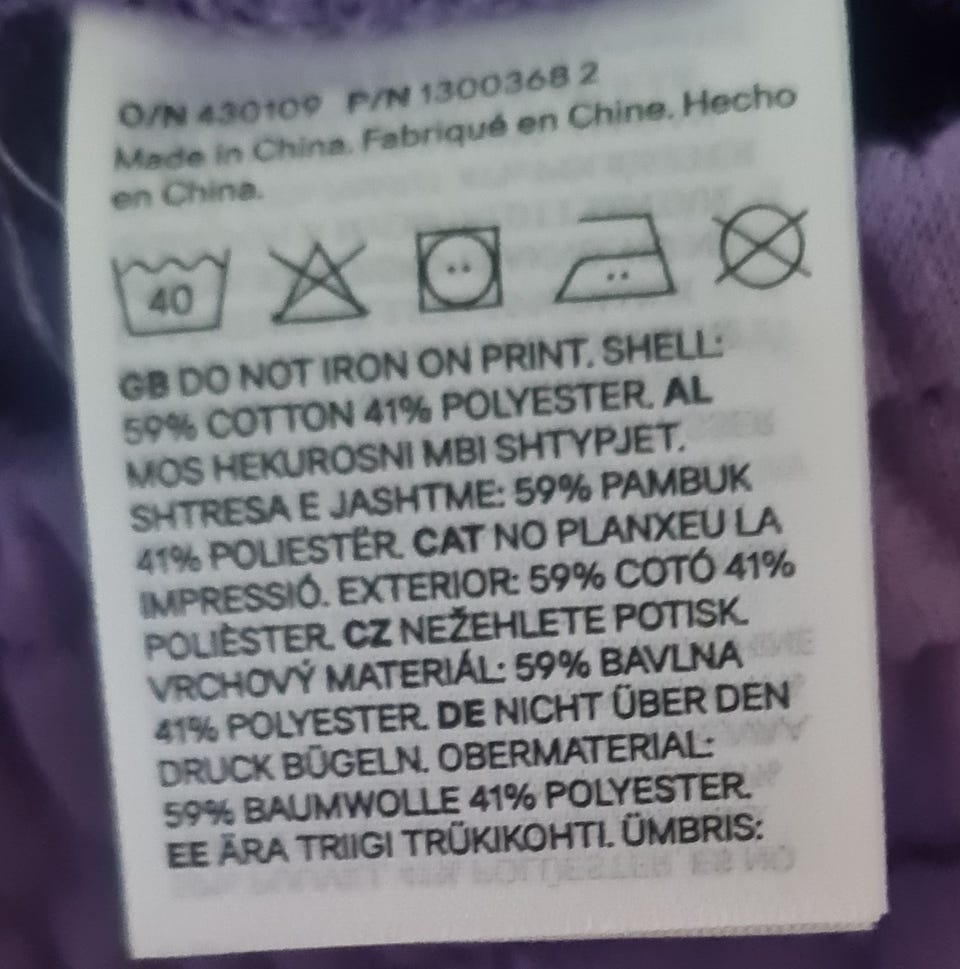 O/N 430109 P/N 1300368 2
Made in China. Fabriqué en Chine. Hecho
en China.
40
GB DO NOT IRON ON PRINT. SHELL:
59% COTTON 41% POLYESTER. AL
MOS HEKUROSNI MBI SHTYPJET.
SHTRESA E JASHTME: 59% PAMBUK
41% POLIESTËR. CAT NO PLANXEU LA
IMPRESSIÓ. EXTERIOR: 59% COTÓ 41%
POLIÈSTER. CZ NEŽEHLETE POTISK.
VRCHOVÝ MATERIÁL: 59% BAVLNA
41% POLYESTER. DE NICHT ÜBER DEN
DRUCK BÜGELN. OBERMATERIAL:
59% BAUMWOLLE 41% POLYESTER.
EE ÄRA TRIIGI TRÜKIKOHTI. ÜMBRIS: